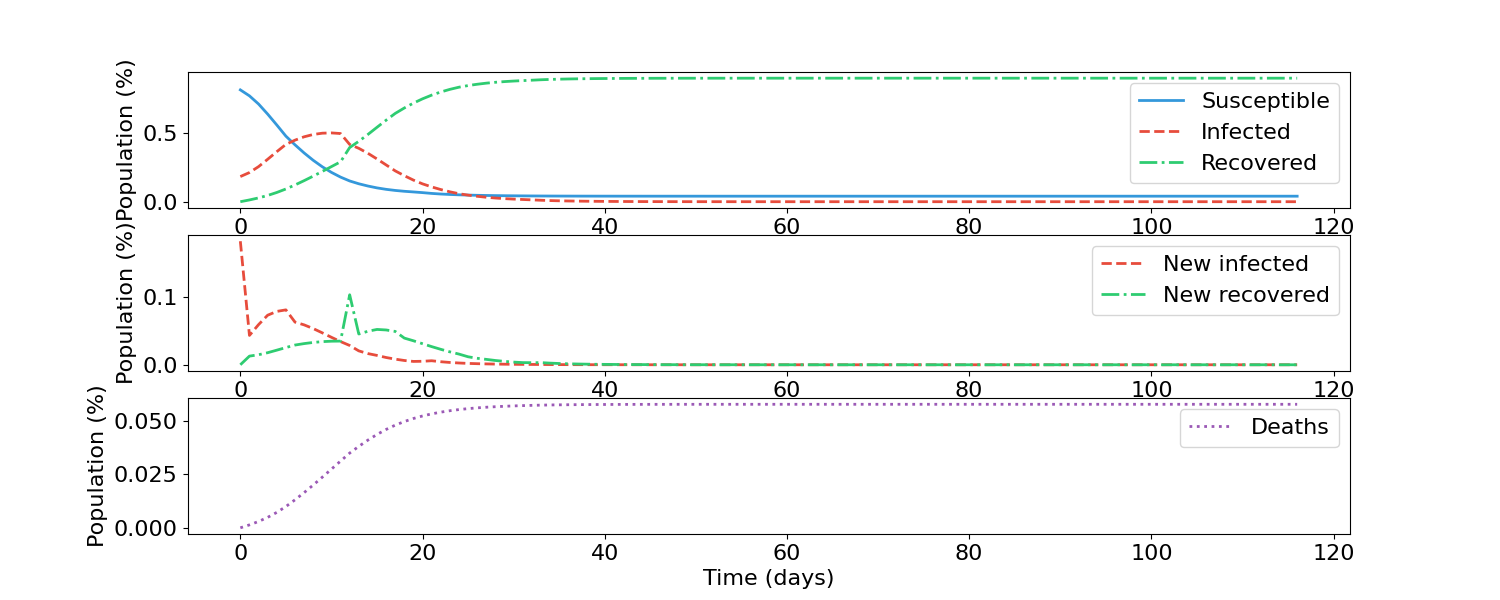 Population (%)
0.5
0.0
Susceptible
Infected
Recovered
0 20 40 60 80 100 120
Population (%)
0.1
0.0
New infected
New recovered
0 20 40 60 80 100 120
Population (%)
0.050
0.025
0.000
Deaths
0 20 40 60 80 100 120
Time (days)